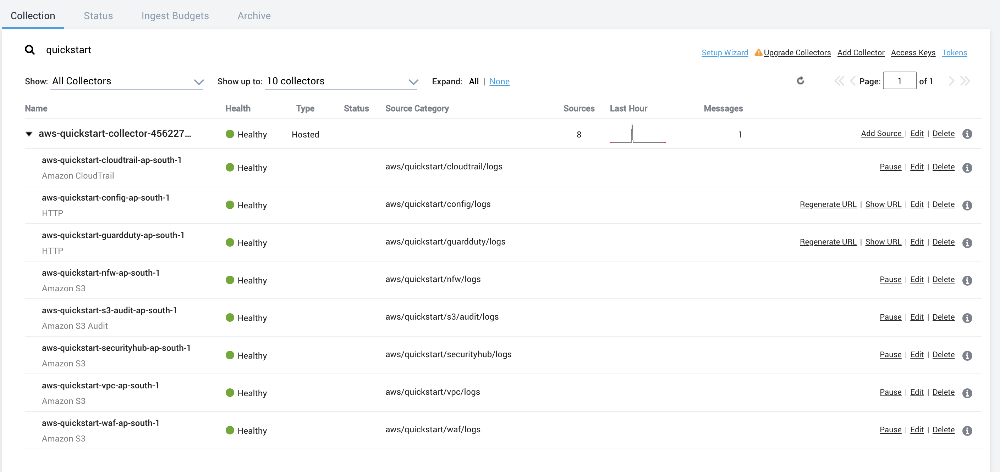 Collection Status Ingest Budgets Archive
quickstart
Setup Wizard Upgrade Collectors Add Collector Access Keys Tokens
Show: All Collectors Show up to: 10 collectors Expand: All | None Page: 1 of 1
Name Health Type Status Source Category Sources Last Hour Messages
aws-quickstart-collector-456227... Healthy Hosted 8 1 Add Source | Edit | Delete
aws-quickstart-cloudtrail-ap-south-1
Amazon CloudTrail
Healthy aws/quickstart/cloudtrail/logs Pause | Edit | Delete
aws-quickstart-config-ap-south-1
HTTP
Healthy aws/quickstart/config/logs Regenerate URL | Show URL | Edit | Delete
aws-quickstart-guardduty-ap-south-1
HTTP
Healthy aws/quickstart/guardduty/logs Regenerate URL | Show URL | Edit | Delete
aws-quickstart-nfw-ap-south-1
Amazon S3
Healthy aws/quickstart/nfw/logs Pause | Edit | Delete
aws-quickstart-s3-audit-ap-south-1
Amazon S3 Audit
Healthy aws/quickstart/s3/audit/logs Pause | Edit | Delete
aws-quickstart-securityhub-ap-south-1
Amazon S3
Healthy aws/quickstart/securityhub/logs Pause | Edit | Delete
aws-quickstart-vpc-ap-south-1
Amazon S3
Healthy aws/quickstart/vpc/logs Pause | Edit | Delete
aws-quickstart-waf-ap-south-1
Amazon S3
Healthy aws/quickstart/waf/logs Pause | Edit | Delete